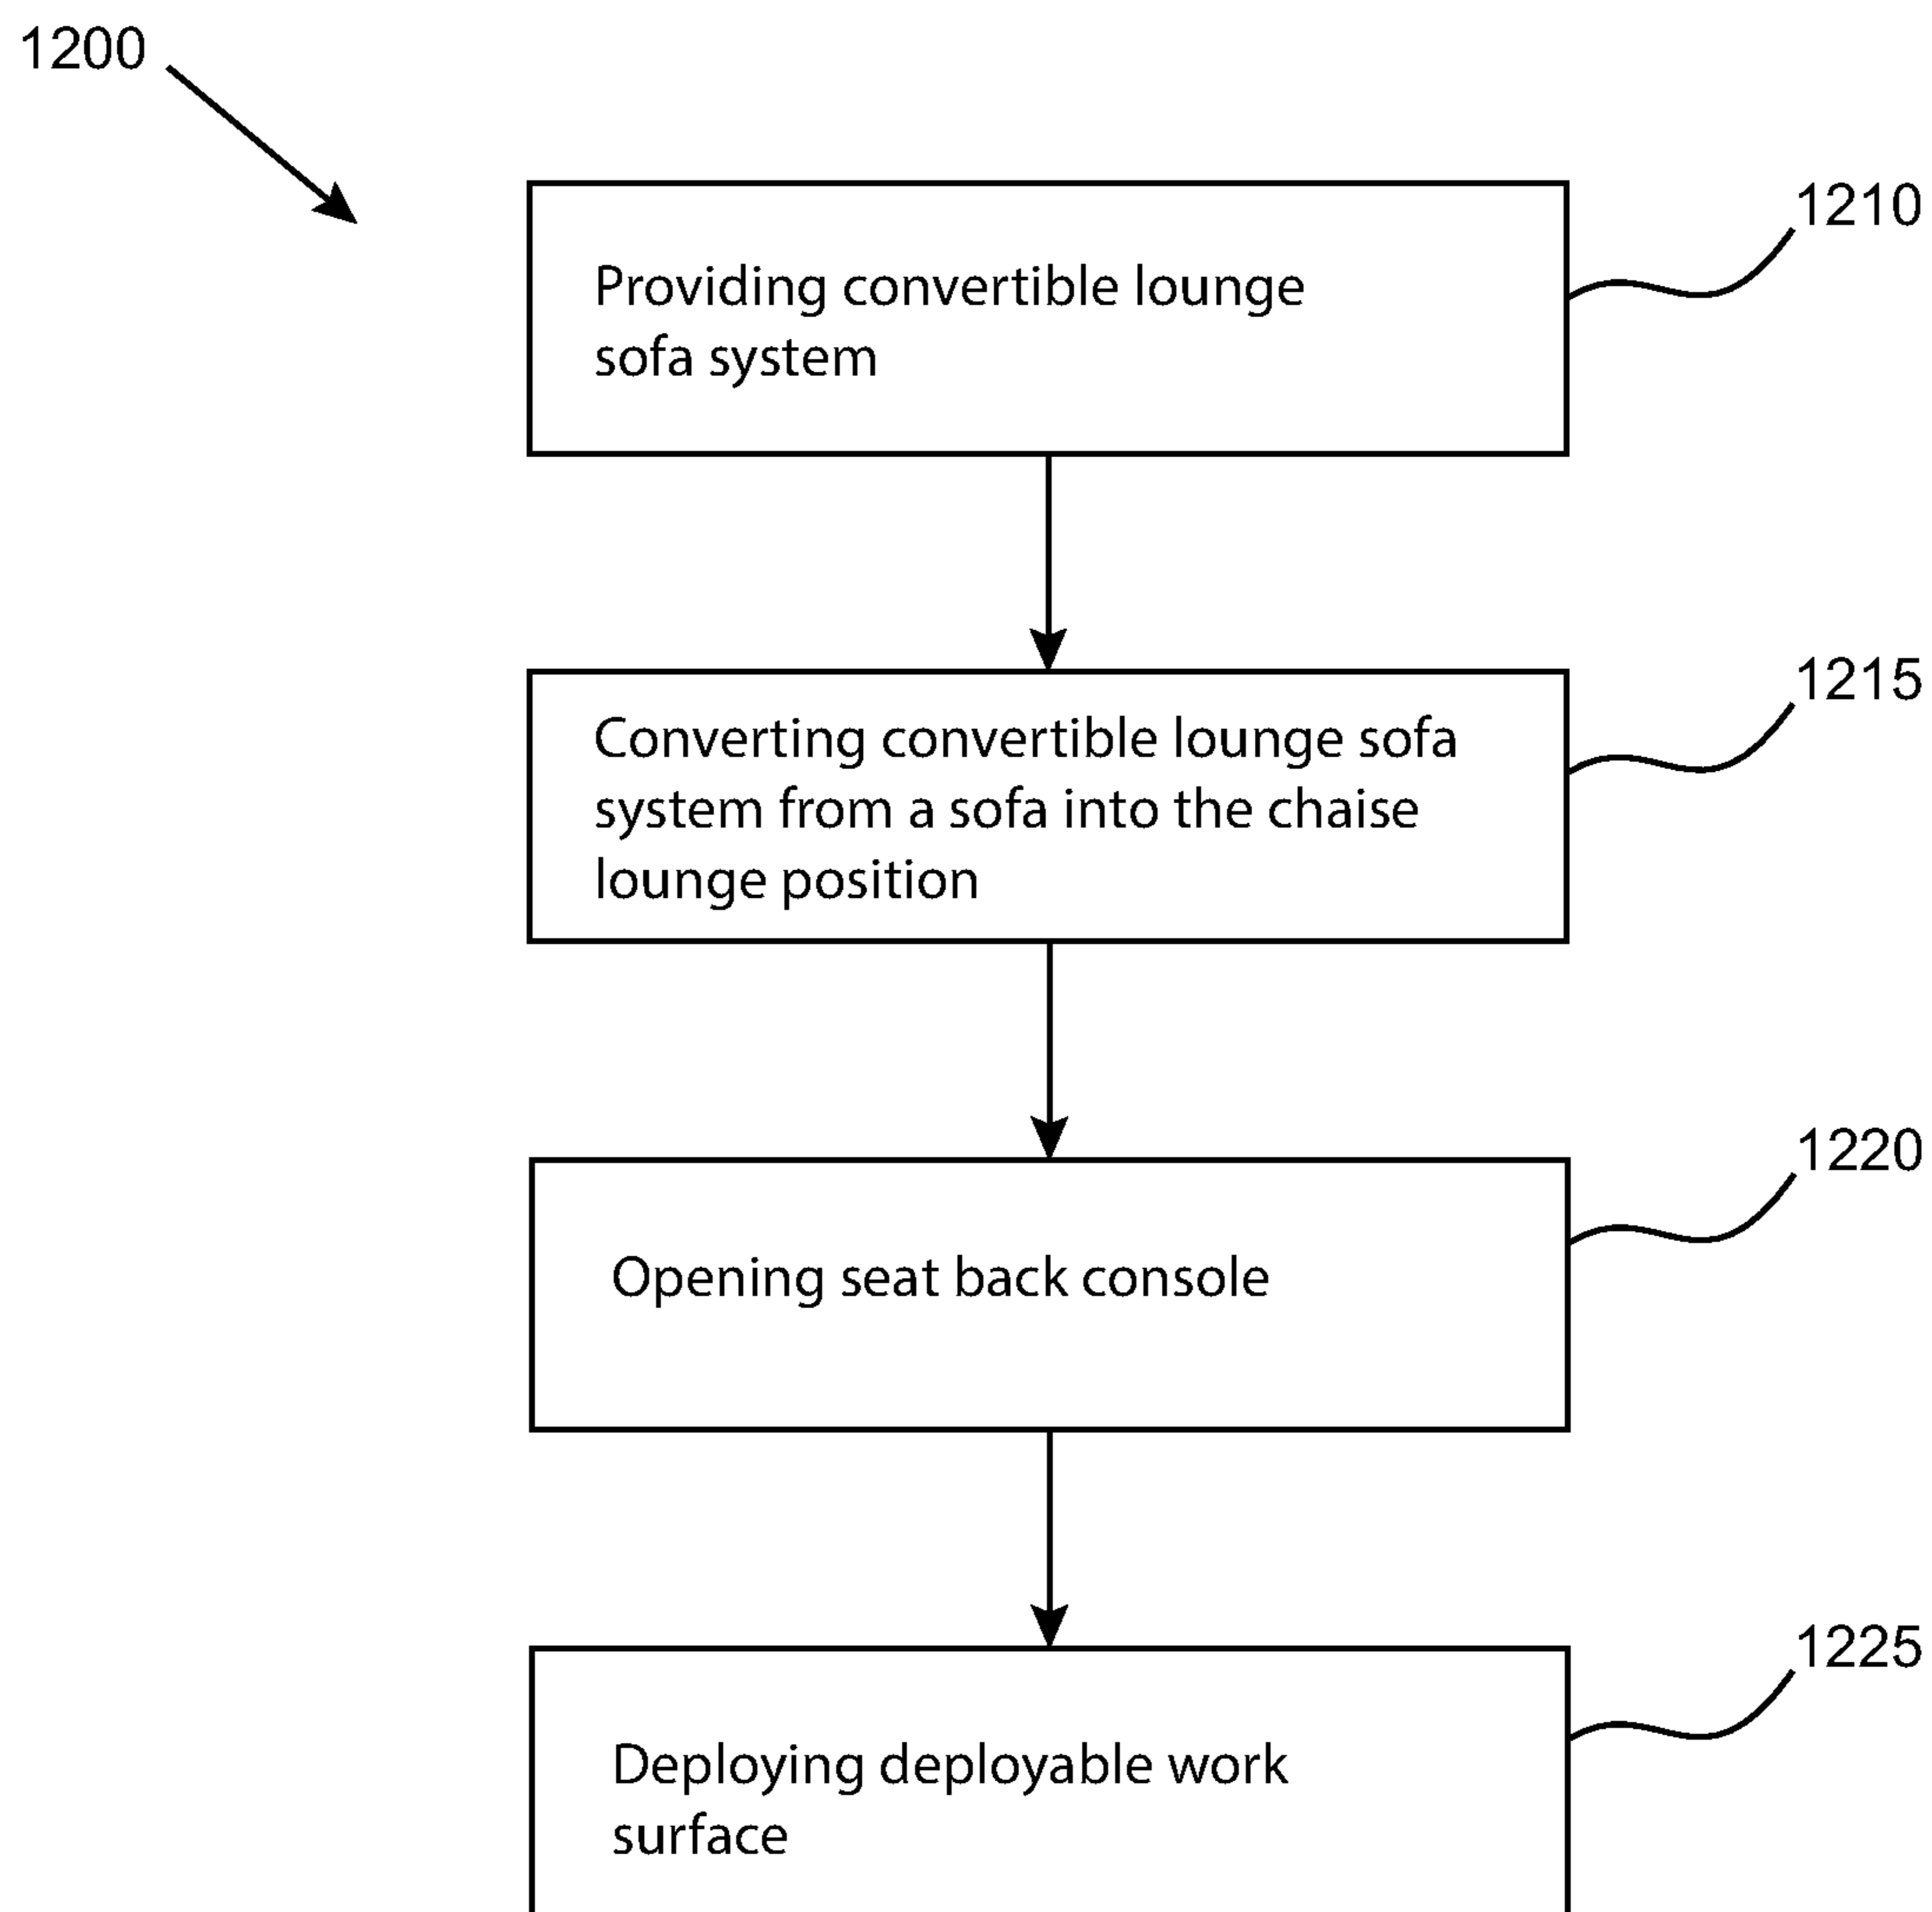 1200
1210
Providing convertible lounge
sofa system
1215
Converting convertible lounge sofa
system from a sofa into the chaise
lounge position
1220
Opening seat back console
1225
Deploying deployable work
surface